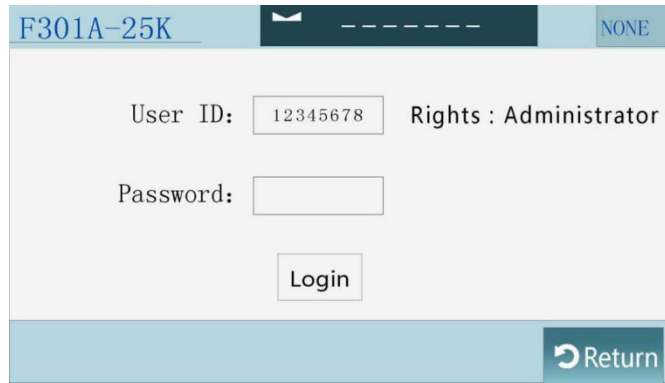 F301A-25K
------- NONE
User ID: 12345678 Rights : Administrator
Password:
Login
Return